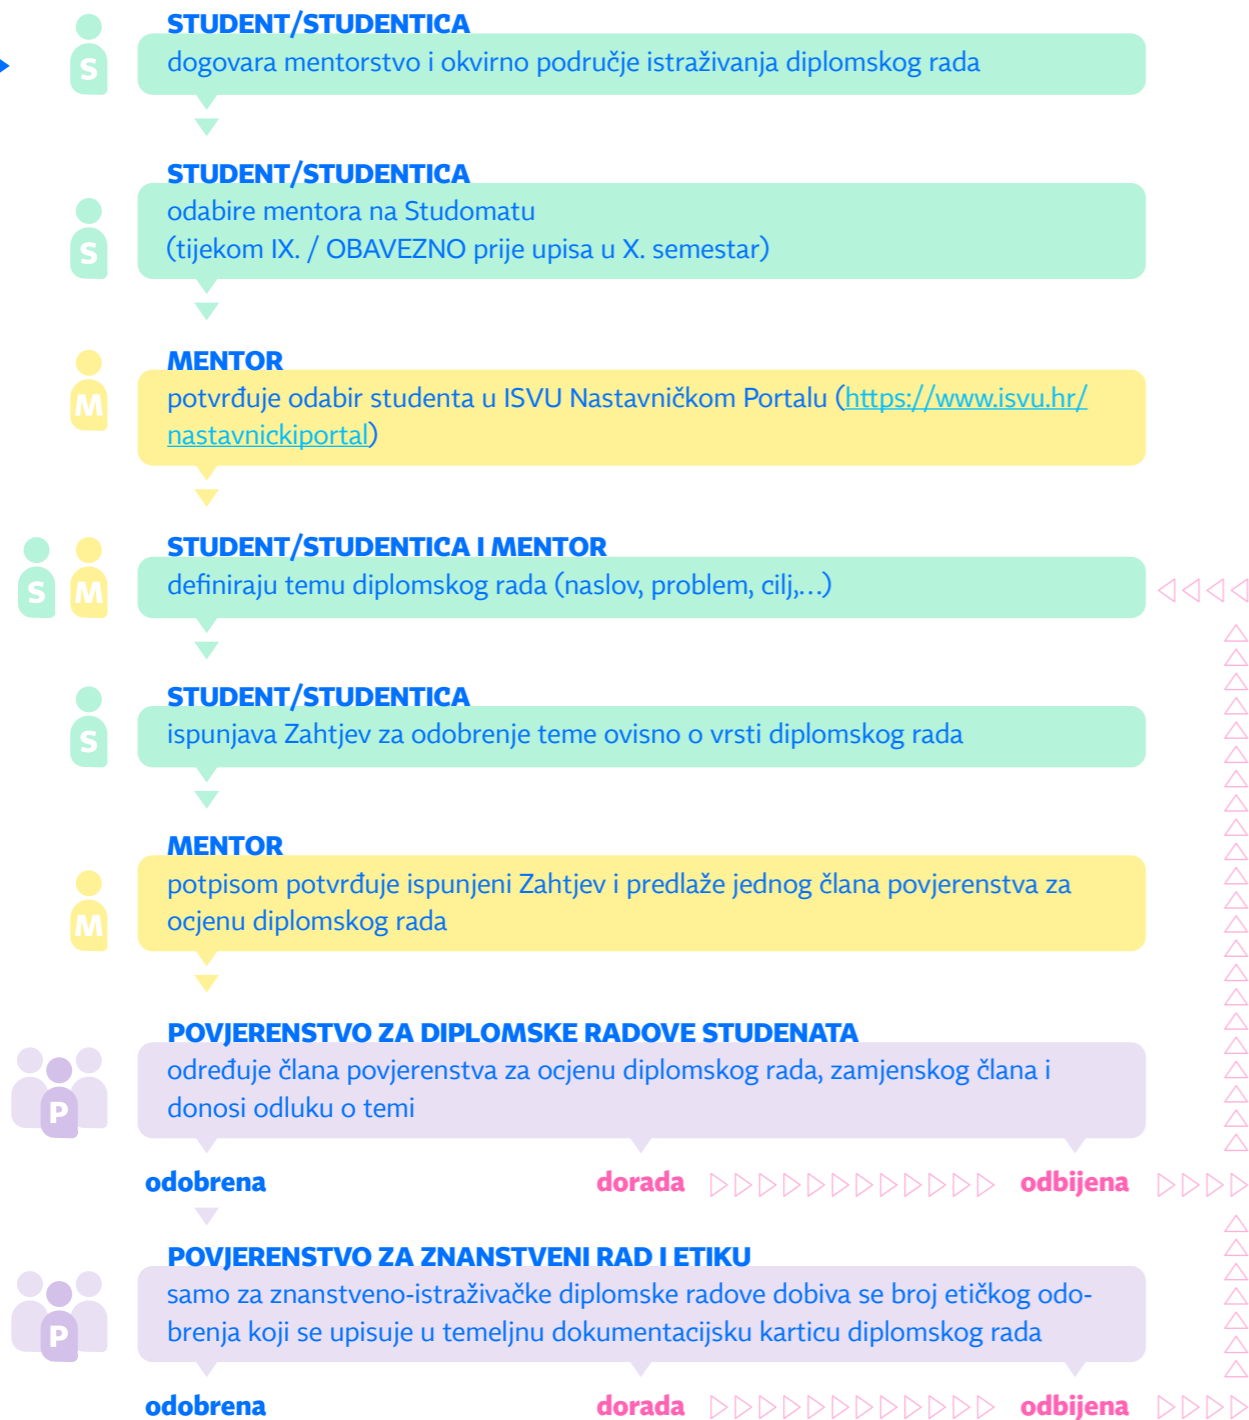 STUDENT/STUDENTICA
S
dogovara mentorstvo i okvirno područje istraživanja diplomskog rada
STUDENT/STUDENTICA
odabire mentora na Studomatu
S
(tijekom IX. / OBAVEZNO prije upisa u X. semestar)
MENTOR
M
potvrđuje odabir studenta u ISVU Nastavničkom Portalu (https://www.isvu.hr/
nastavnickiportal)
STUDENT/STUDENTICA I MENTOR
S M
definiraju temu diplomskog rada (naslov, problem, cilj,...)
STUDENT/STUDENTICA
S
ispunjava Zahtjev za odobrenje teme ovisno o vrsti diplomskog rada
MENTOR
potpisom potvrđuje ispunjeni Zahtjev i predlaže jednog člana povjerenstva za
M
ocjenu diplomskog rada
POVJERENSTVO ZA DIPLOMSKE RADOVE STUDENATA
određuje člana povjerenstva za ocjenu diplomskog rada, zamjenskog člana i
P
donosi odluku o temi
odobrena dorada odbijena
POVJERENSTVO ZA ZNANSTVENI RAD I ETIKU
samo za znanstveno-istraživačke diplomske radove dobiva se broj etičkog odo-
P
brenja koji se upisuje u temeljnu dokumentacijsku karticu diplomskog rada
odobrena dorada odbijena